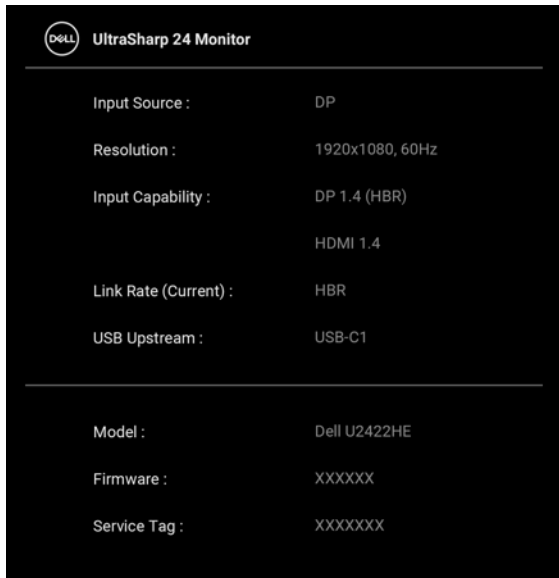 DELL UltraSharp 24 Monitor
Input Source : DP
Resolution : 1920x1080, 60Hz
Input Capability : DP 1.4 (HBR)
HDMI 1.4
Link Rate (Current) : HBR
USB Upstream : USB-C1
Model : Dell U2422HE
Firmware : XXXXXX
Service Tag : XXXXXXX